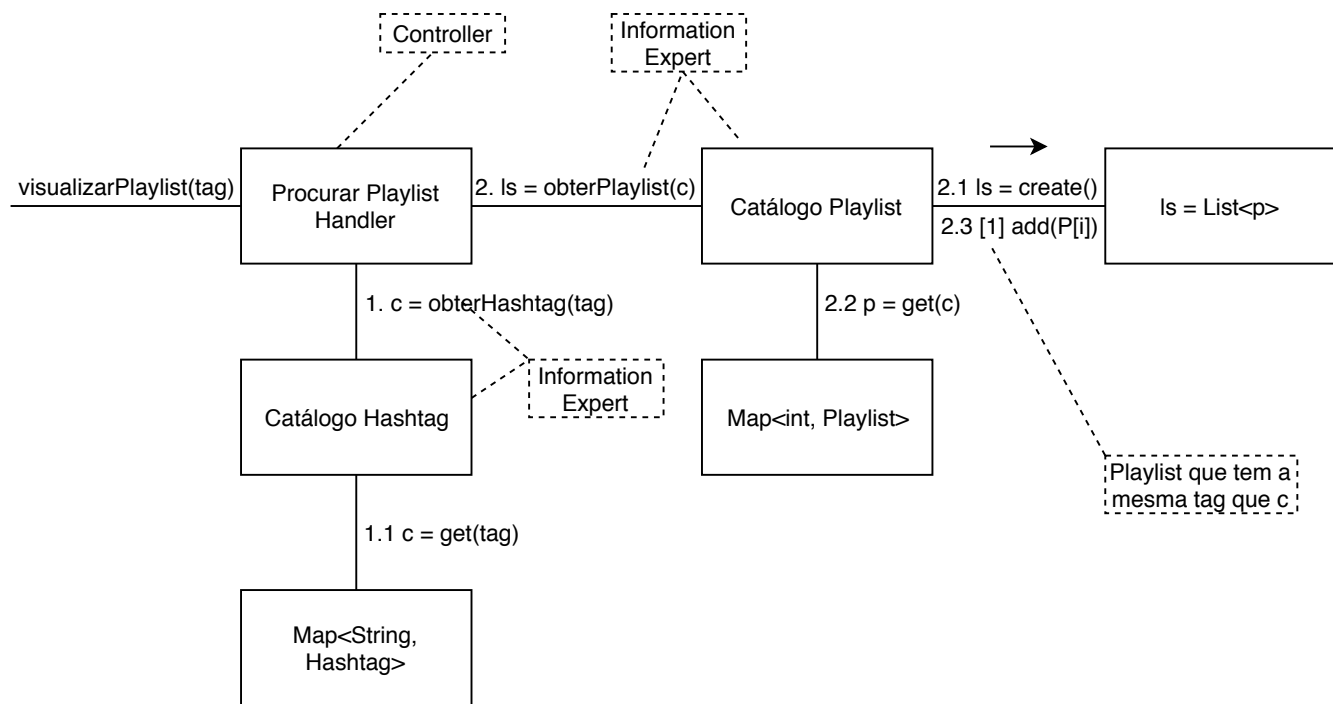 Controller
Information
Expert
visualizarPlaylist(tag)
Procurar Playlist
Handler
2. ls = obterPlaylist(c)
Catálogo Playlist
2.1 ls = create()
2.3 [1] add(P[i])
ls = List<p>
1. c = obterHashtag(tag)
2.2 p = get(c)
Catálogo Hashtag
Information
Expert
Map<int, Playlist>
Playlist que tem a
mesma tag que c
1.1 c = get(tag)
Map<String,
Hashtag>